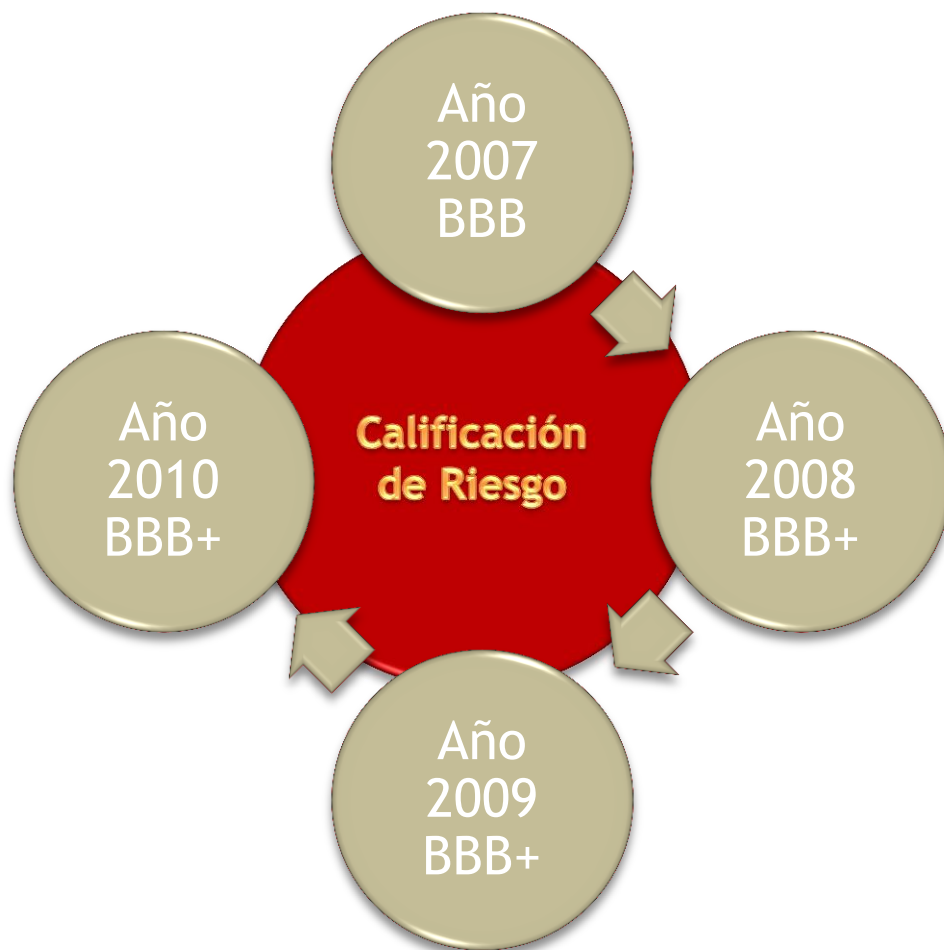 Año
2007
BBB
Calificación
de Riesgo
Año
2008
BBB+
Año
2009
BBB+
Año
2010
BBB+